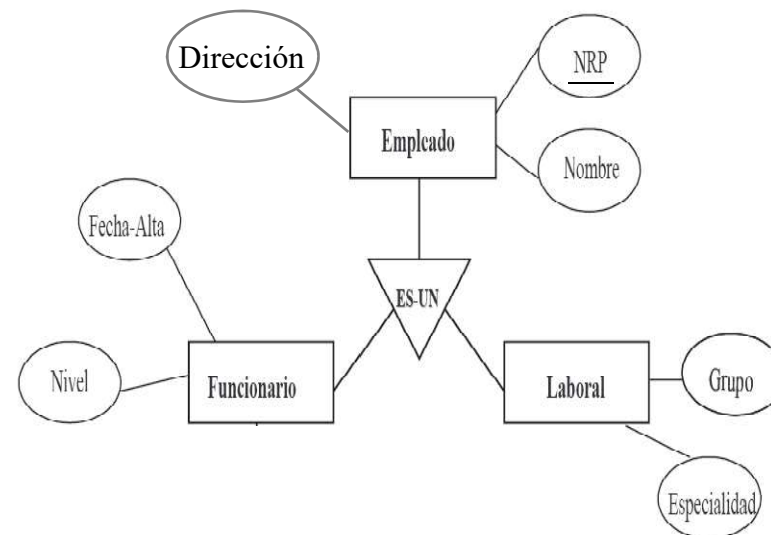 Dirección
NRP
Empleado
Nombre
Fecha-Alta
ES-UN
Nivel
Funcionario
Laboral
Grupo
Especialidad